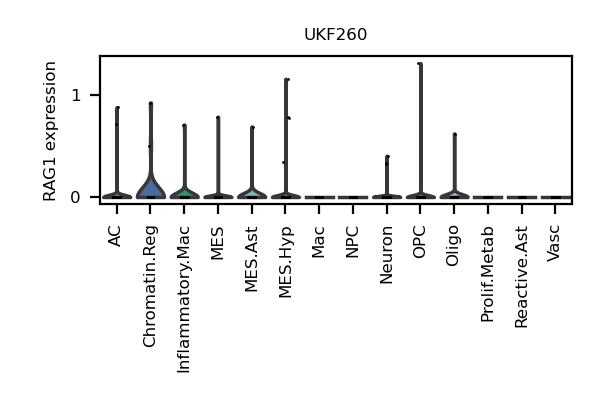 UKF260
RAG1 expression
1
0
AC
Chromatin.Reg
Inflammatory.Mac
MES
MES.Ast
MES.Hyp
Mac
NPC
Neuron
OPC
Oligo
Prolif.Metab
Reactive.Ast
Vasc